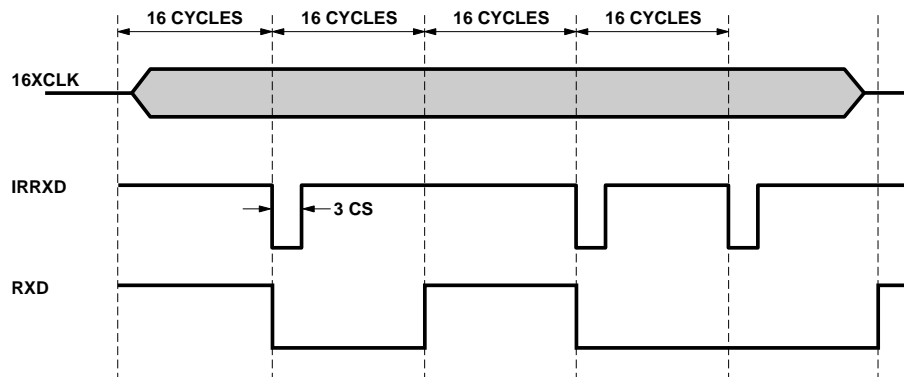 16 CYCLES 16 CYCLES 16 CYCLES 16 CYCLES
16XCLK
IRRXD
3 CS
RXD